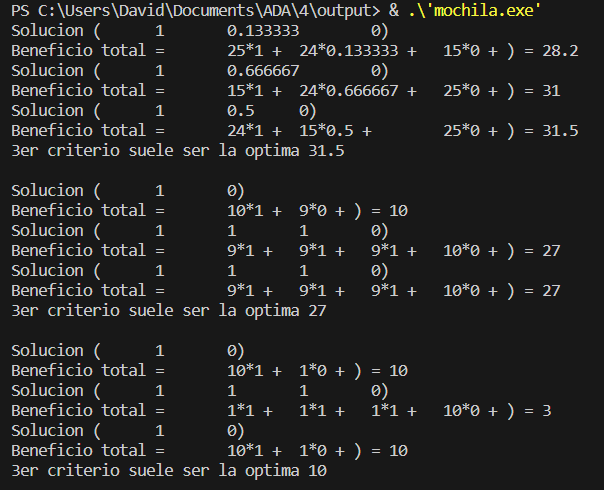 PS C:\Users\David\Documents\ADA\4\output> & .\'mochila.exe'
Solucion ( 1 0.133333 0)
Beneficio total = 25*1 + 24*0.133333 + 15*0 + ) = 28.2
Solucion ( 1 0.666667 0)
Beneficio total = 15*1 + 24*0.666667 + 25*0 + ) = 31
Solucion ( 1 0.5 0)
Beneficio total = 24*1 + 15*0.5 + 25*0 + ) = 31.5
3er criterio suele ser la optima 31.5

Solucion ( 1 0)
Beneficio total = 10*1 + 9*0 + ) = 10
Solucion ( 1 1 1 0)
Beneficio total = 9*1 + 9*1 + 9*1 + 10*0 + ) = 27
Solucion ( 1 1 1 0)
Beneficio total = 9*1 + 9*1 + 9*1 + 10*0 + ) = 27
3er criterio suele ser la optima 27

Solucion ( 1 0)
Beneficio total = 10*1 + 1*0 + ) = 10
Solucion ( 1 1 1 0)
Beneficio total = 1*1 + 1*1 + 1*1 + 10*0 + ) = 3
Solucion ( 1 0)
Beneficio total = 10*1 + 1*0 + ) = 10
3er criterio suele ser la optima 10